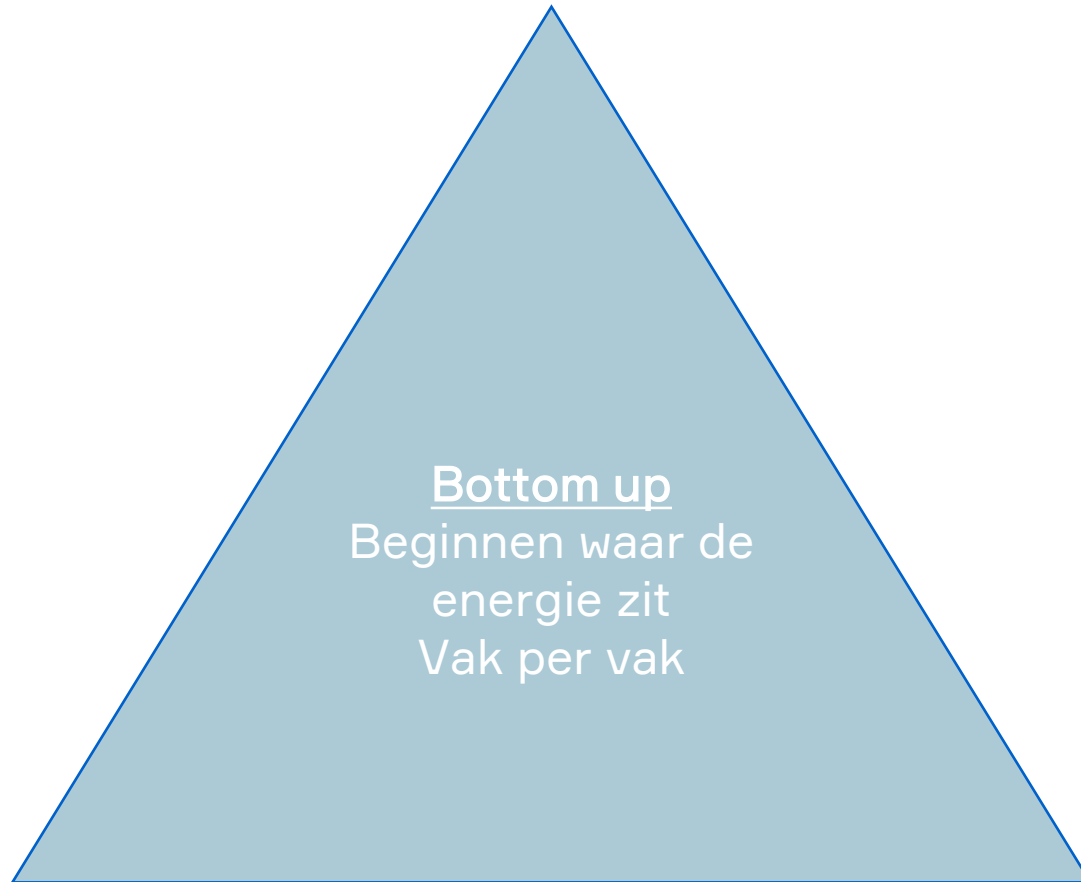 Bottom up
Beginnen waar de
energie zit
Vak per vak